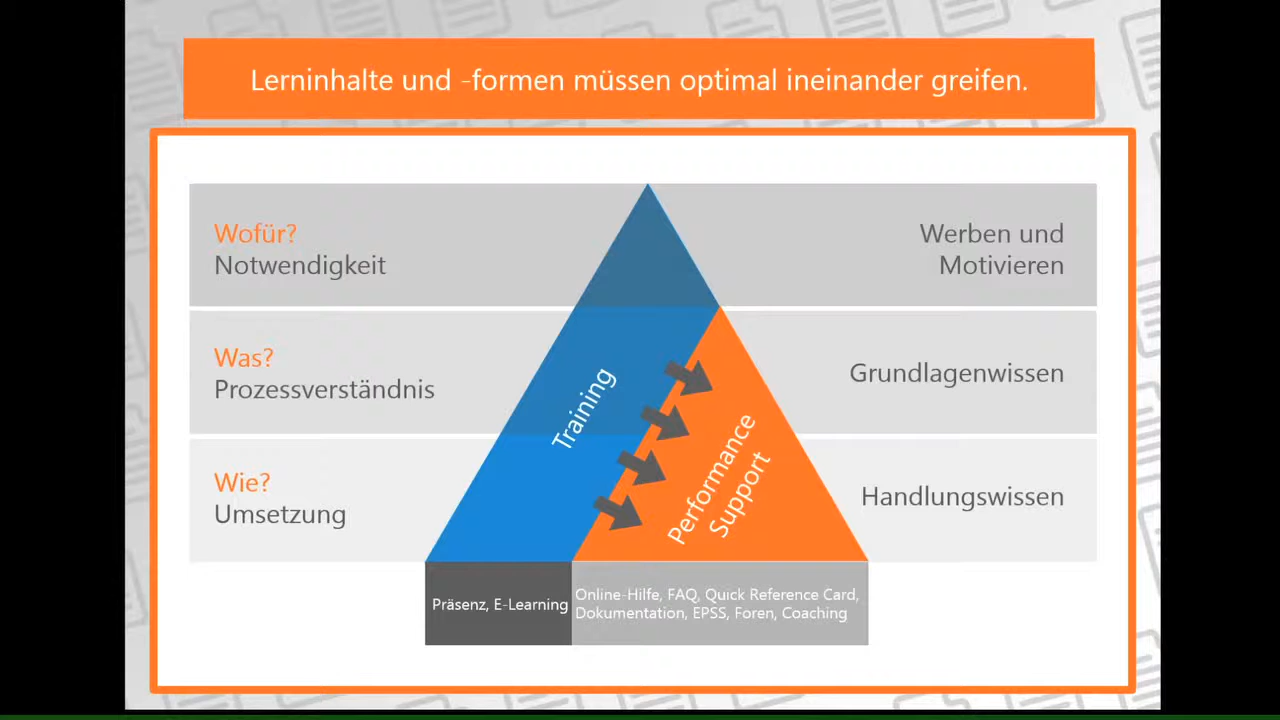 Lerninhalte und -formen müssen optimal ineinander greifen.
Wofür?
Notwendigkeit
Werben und
Motivieren
Was?
Prozessverständnis
Grundlagenwissen
Wie?
Umsetzung
Handlungswissen
Training
Performance
Support
Präsenz, E-Learning
Online-Hilfe, FAQ, Quick Reference Card,
Dokumentation, EPSS, Foren, Coaching